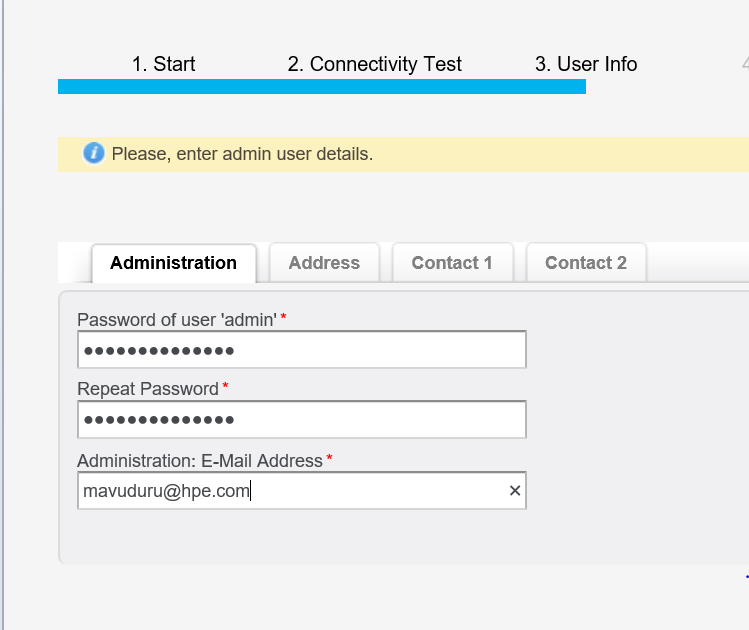 1. Start 2. Connectivity Test 3. User Info 4
Please, enter admin user details.
Administration Address Contact 1 Contact 2
Password of user 'admin' *
●●●●●●●●●●●●●●
Repeat Password *
●●●●●●●●●●●●●●
Administration: E-Mail Address *
mavuduru@hpe.com ×